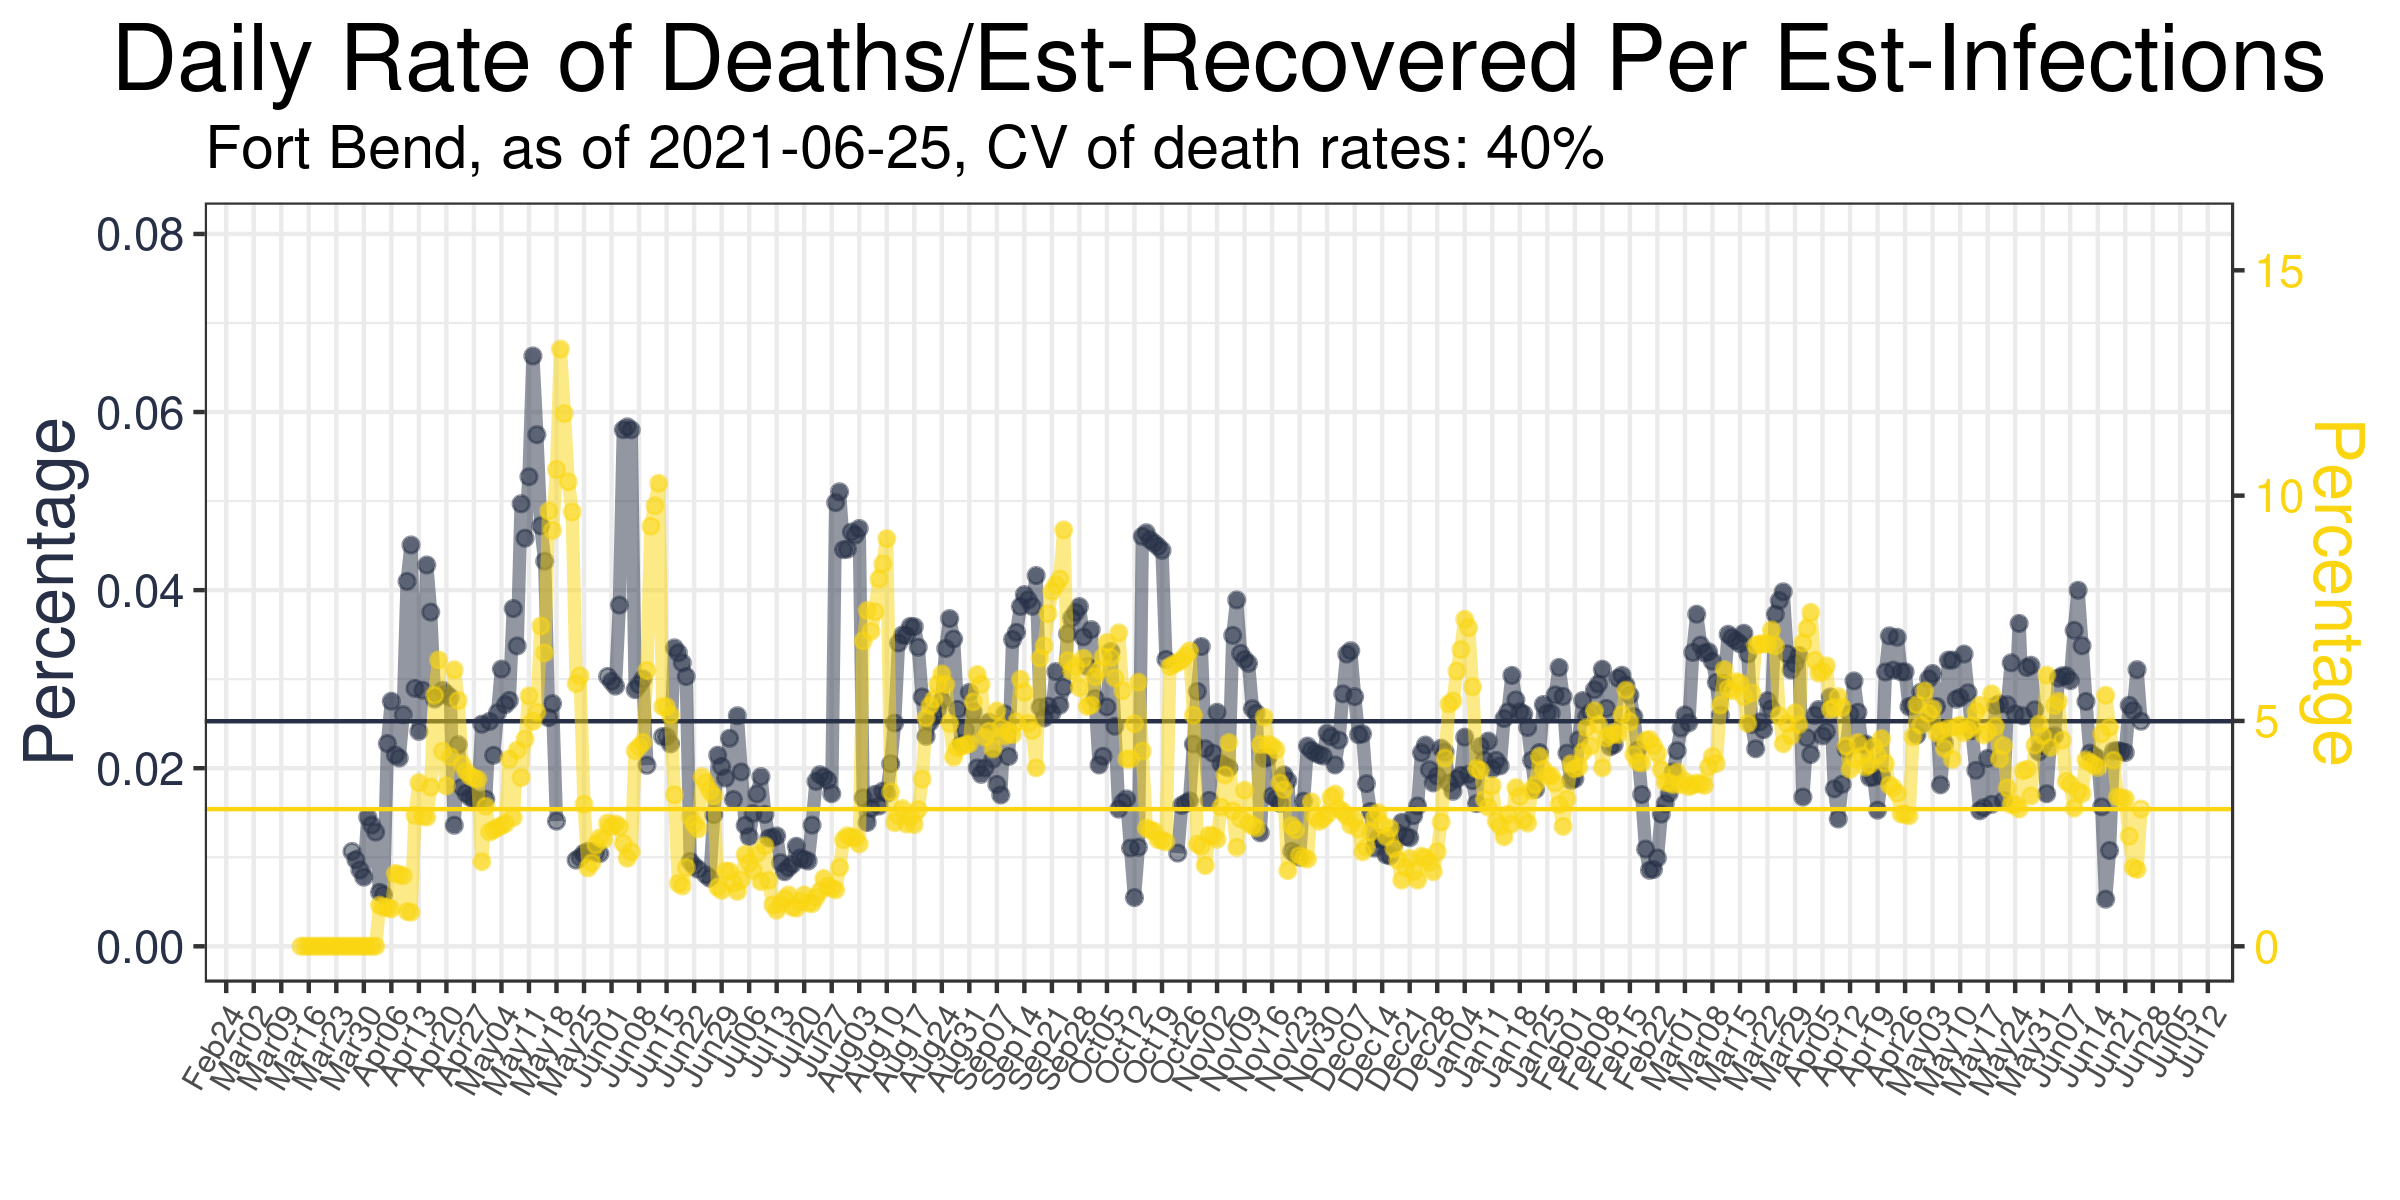 Daily Rate of Deaths/Est-Recovered Per Est-Infections
Fort Bend, as of 2021-06-25, CV of death rates: 40%
Percentage
0.08
0.06
0.04
0.02
0.00
15
10
5
0
Percentage
Feb24
Mar02
Mar09
Mar16
Mar23
Mar30
Apr06
Apr13
Apr20
Apr27
May04
May11
May18
May25
Jun01
Jun08
Jun15
Jun22
Jun29
Jul06
Jul13
Jul20
Jul27
Aug03
Aug10
Aug17
Aug24
Aug31
Sep07
Sep14
Sep21
Sep28
Oct05
Oct12
Oct19
Oct26
Nov02
Nov09
Nov16
Nov23
Nov30
Dec07
Dec14
Dec21
Dec28
Jan04
Jan11
Jan18
Jan25
Feb01
Feb08
Feb15
Feb22
Mar01
Mar08
Mar15
Mar22
Mar29
Apr05
Apr12
Apr19
Apr26
May03
May10
May17
May24
May31
Jun07
Jun14
Jun21
Jun28
Jul05
Jul12